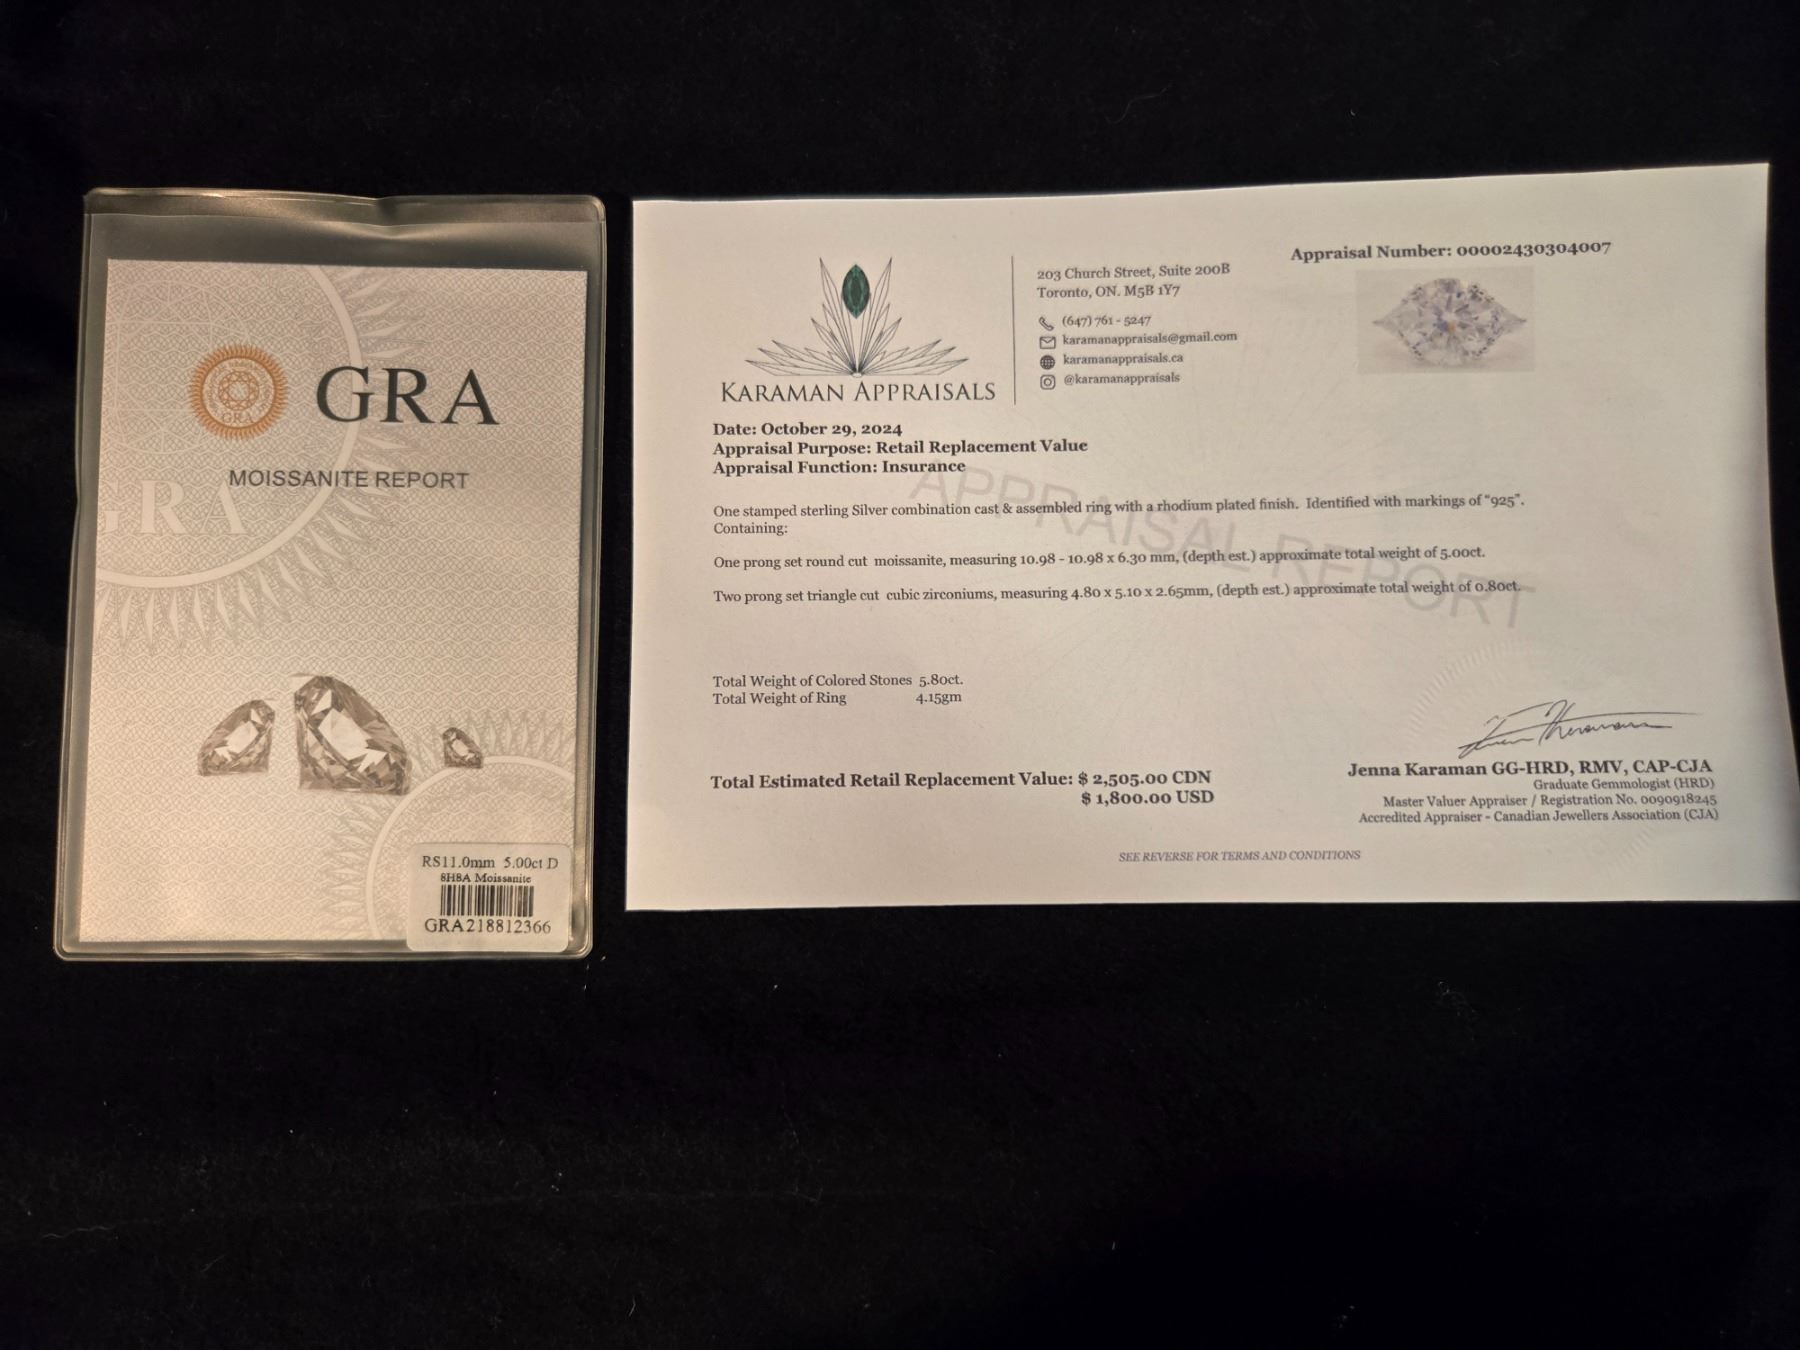 GRA
GRA
MOISSANITE REPORT
GRA
RS11.0mm 5.00ct D
8H8A Moissanite
GRA218812366
KARAMAN APPRAISALS
203 Church Street, Suite 200B
Toronto, ON. M5B 1Y7
(647) 761 - 5247
karamanappraisals@gmail.com
karamanappraisals.ca
@karamanappraisals
Appraisal Number: 00002430304007
Date: October 29, 2024
Appraisal Purpose: Retail Replacement Value
Appraisal Function: Insurance
APPRAISAL REPORT
One stamped sterling Silver combination cast & assembled ring with a rhodium plated finish. Identified with markings of "925".
Containing:
One prong set round cut moissanite, measuring 10.98 - 10.98 x 6.30 mm, (depth est.) approximate total weight of 5.00ct.
Two prong set triangle cut cubic zirconiums, measuring 4.80 x 5.10 x 2.65mm, (depth est.) approximate total weight of 0.80ct.
Total Weight of Colored Stones 5.80ct.
Total Weight of Ring 4.15gm
Total Estimated Retail Replacement Value: $ 2,505.00 CDN
$ 1,800.00 USD
Jenna Karaman GG-HRD, RMV, CAP-CJA
Graduate Gemmologist (HRD)
Master Valuer Appraiser / Registration No. 0090918245
Accredited Appraiser - Canadian Jewellers Association (CJA)
SEE REVERSE FOR TERMS AND CONDITIONS